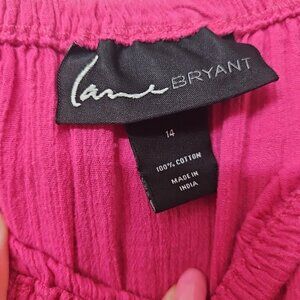 Lane BRYANT
14
100% COTTON
MADE IN
INDIA